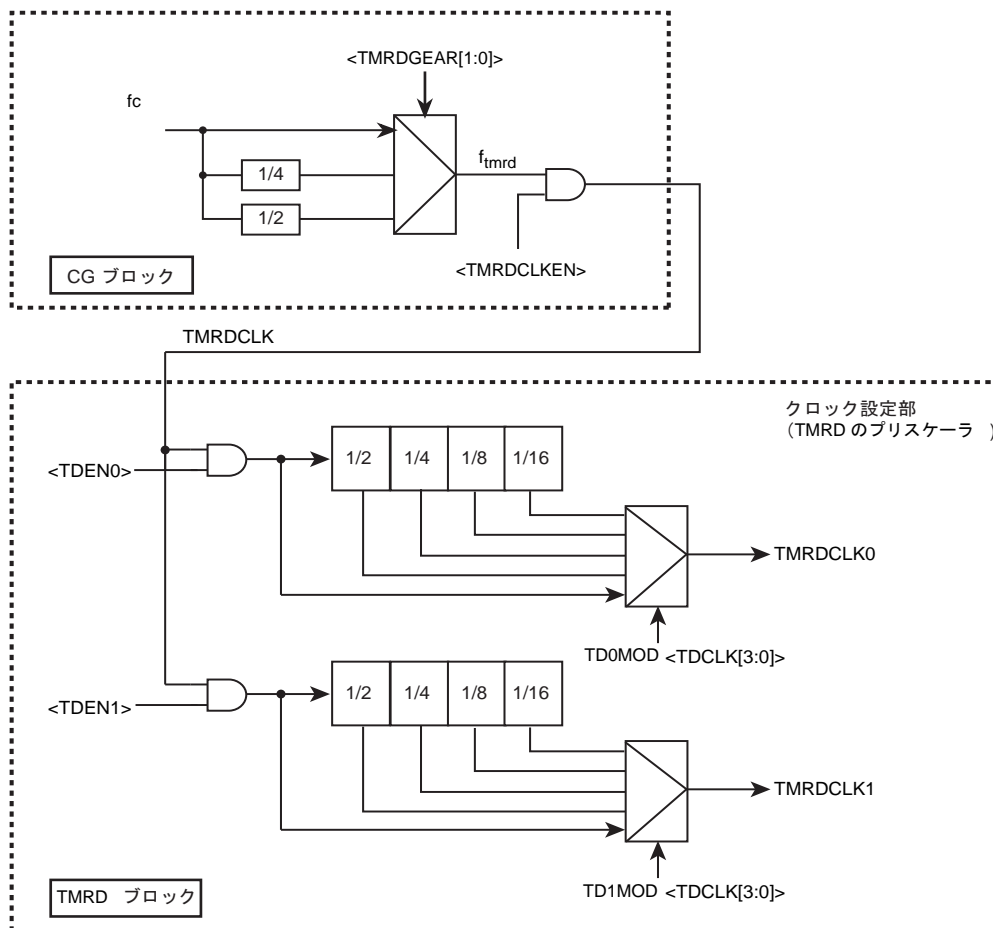 <TMRDGEAR[1:0]>
fc
1/4
ftmrd
1/2
<TMRDCLKEN>
CG ブロック
TMRDCLK
クロック設定部
(TMRD のプリスケーラ )
<TDEN0>
1/2 1/4 1/8 1/16
TMRDCLK0
TD0MOD <TDCLK[3:0]>
<TDEN1>
1/2 1/4 1/8 1/16
TMRDCLK1
TD1MOD <TDCLK[3:0]>
TMRD ブロック